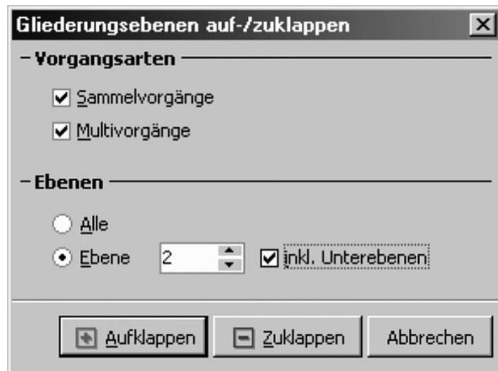 Gliederungsebenen auf-/zuklappen
Vorgangsarten
Sammelvorgänge
Multivorgänge
Ebenen
Alle
Ebene 2 inkl. Unterebenen
Aufklappen Zuklappen Abbrechen